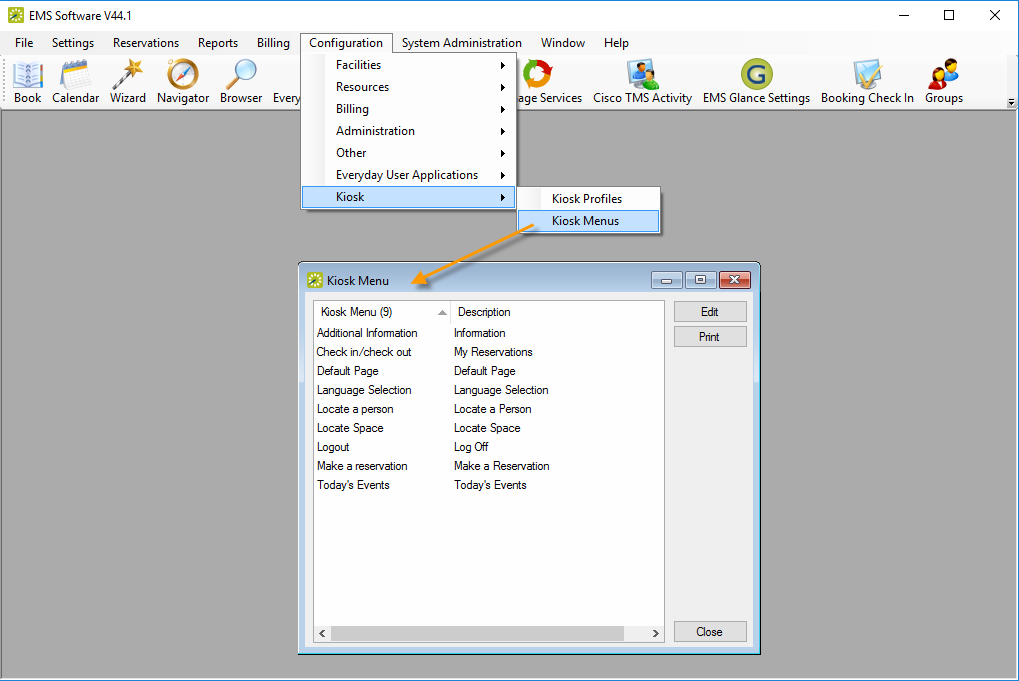 EMS Software V44.1
File Settings Reservations Reports Billing Configuration System Administration Window Help
Book Calendar Wizard Navigator Browser Every age Services Cisco TMS Activity EMS Glance Settings Booking Check In Groups
Facilities
Resources
Billing
Administration
Other
Everyday User Applications
Kiosk
Kiosk Profiles
Kiosk Menus
Kiosk Menu
Kiosk Menu (9) Description
Additional Information Information
Check in/check out My Reservations
Default Page Default Page
Language Selection Language Selection
Locate a person Locate a Person
Locate Space Locate Space
Logout Log Off
Make a reservation Make a Reservation
Today's Events Today's Events
Edit
Print
Close